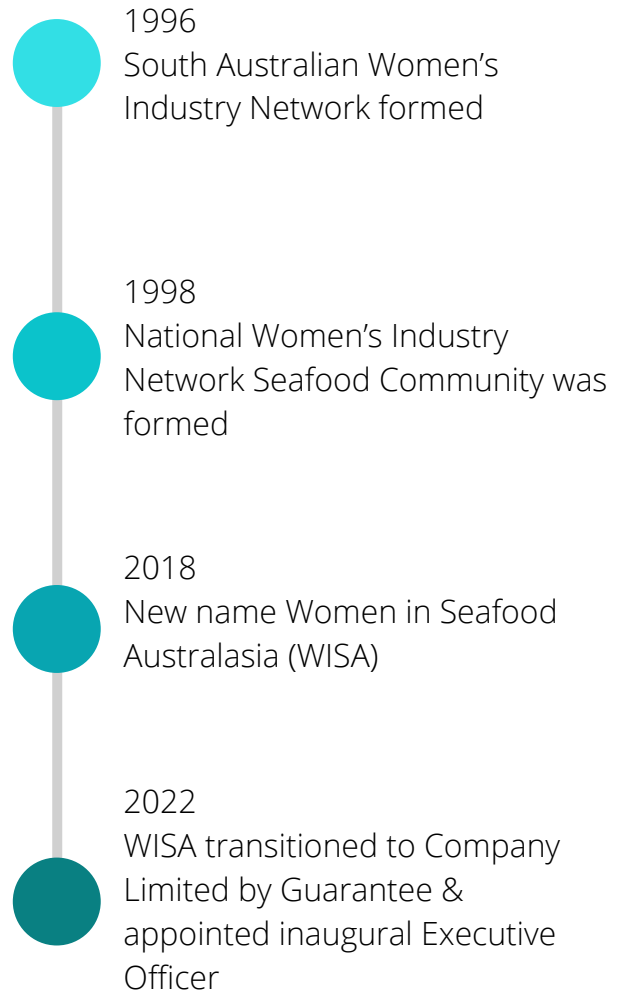 1996
South Australian Women’s
Industry Network formed
1998
National Women’s Industry
Network Seafood Community was
formed
2018
New name Women in Seafood
Australasia (WISA)
2022
WISA transitioned to Company
Limited by Guarantee &
appointed inaugural Executive
Officer